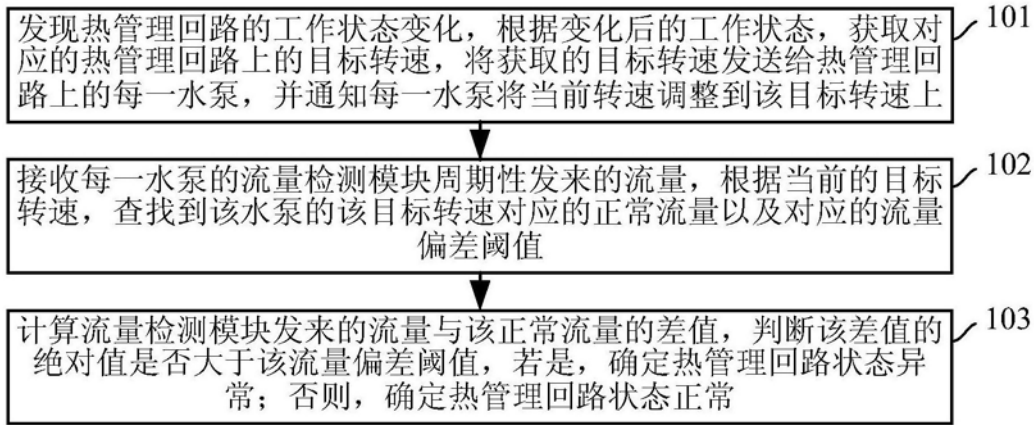 发现热管理回路的工作状态变化，根据变化后的工作状态，获取对
应的热管理回路上的目标转速，将获取的目标转速发送给热管理回
路上的每一水泵，并通知每一水泵将当前转速调整到该目标转速上
101
接收每一水泵的流量检测模块周期性发来的流量，根据当前的目标
转速，查找到该水泵的该目标转速对应的正常流量以及对应的流量
偏差阈值
102
计算流量检测模块发来的流量与该正常流量的差值，判断该差值的
绝对值是否大于该流量偏差阈值，若是，确定热管理回路状态异
常；否则，确定热管理回路状态正常
103